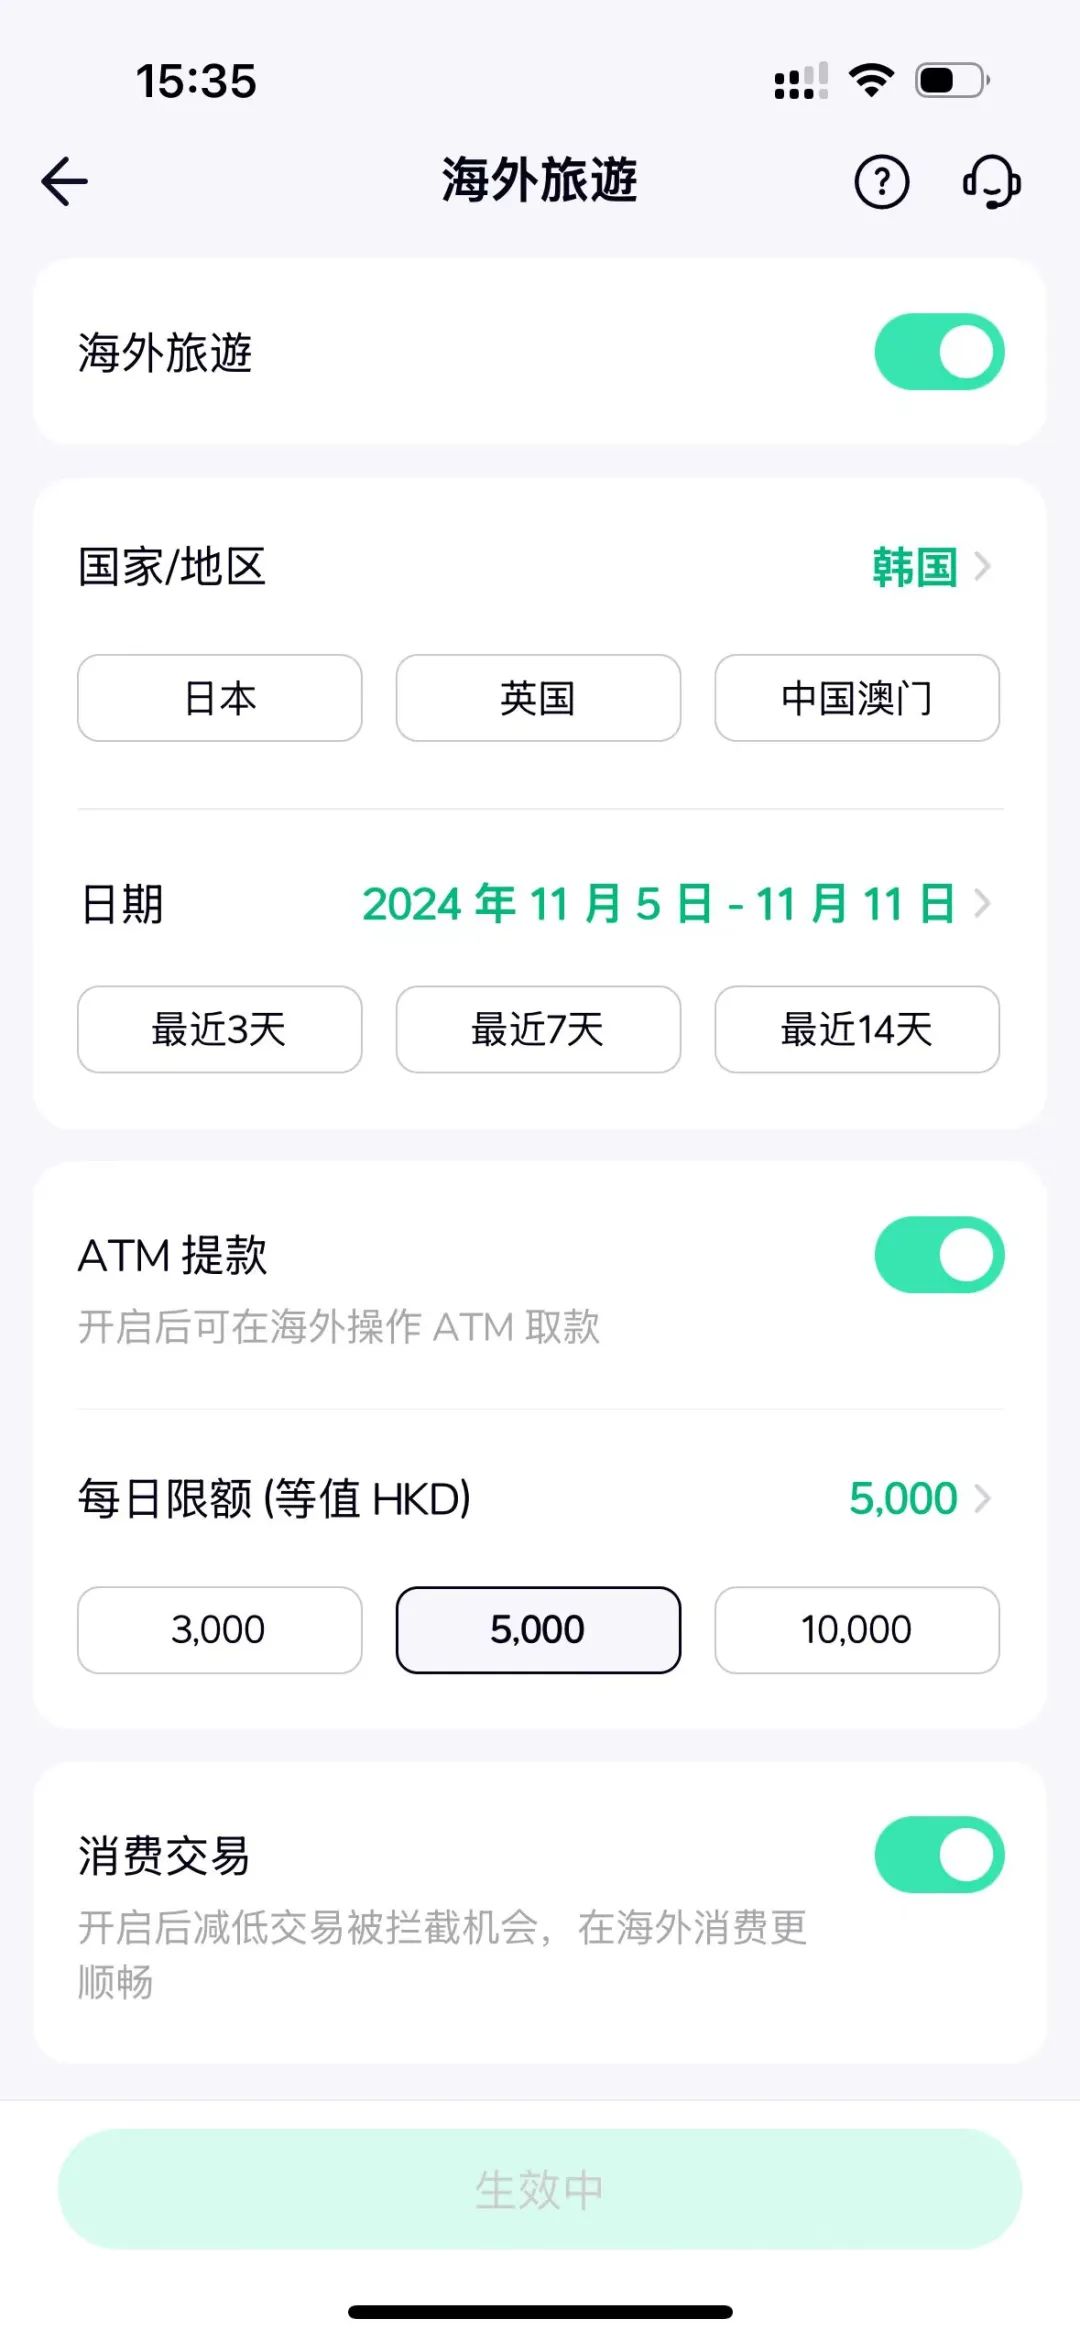 15:35
海外旅遊
海外旅遊
国家/地区 韩国
日本 英国 中国澳门
日期 2024 年 11 月 5 日 - 11 月 11 日
最近3天 最近7天 最近14天
ATM 提款
开启后可在海外操作 ATM 取款
每日限额 (等值 HKD) 5,000
3,000 5,000 10,000
消费交易
开启后减低交易被拦截机会，在海外消费更
顺畅
生效中